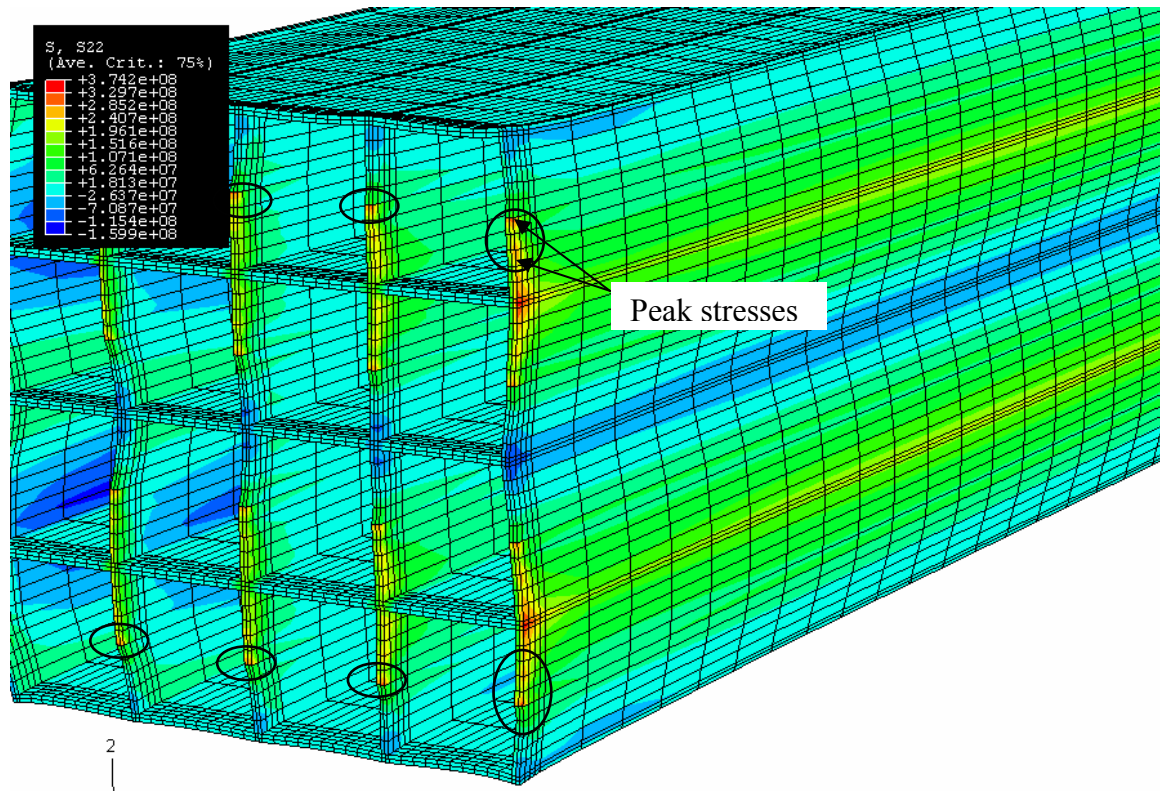 S, S22
(Ave. Crit.: 75%)
+3.742e+08
+3.297e+08
+2.852e+08
+2.407e+08
+1.961e+08
+1.516e+08
+1.071e+08
+6.264e+07
+1.813e+07
-2.637e+07
-7.087e+07
-1.154e+08
-1.599e+08
Peak stresses
2